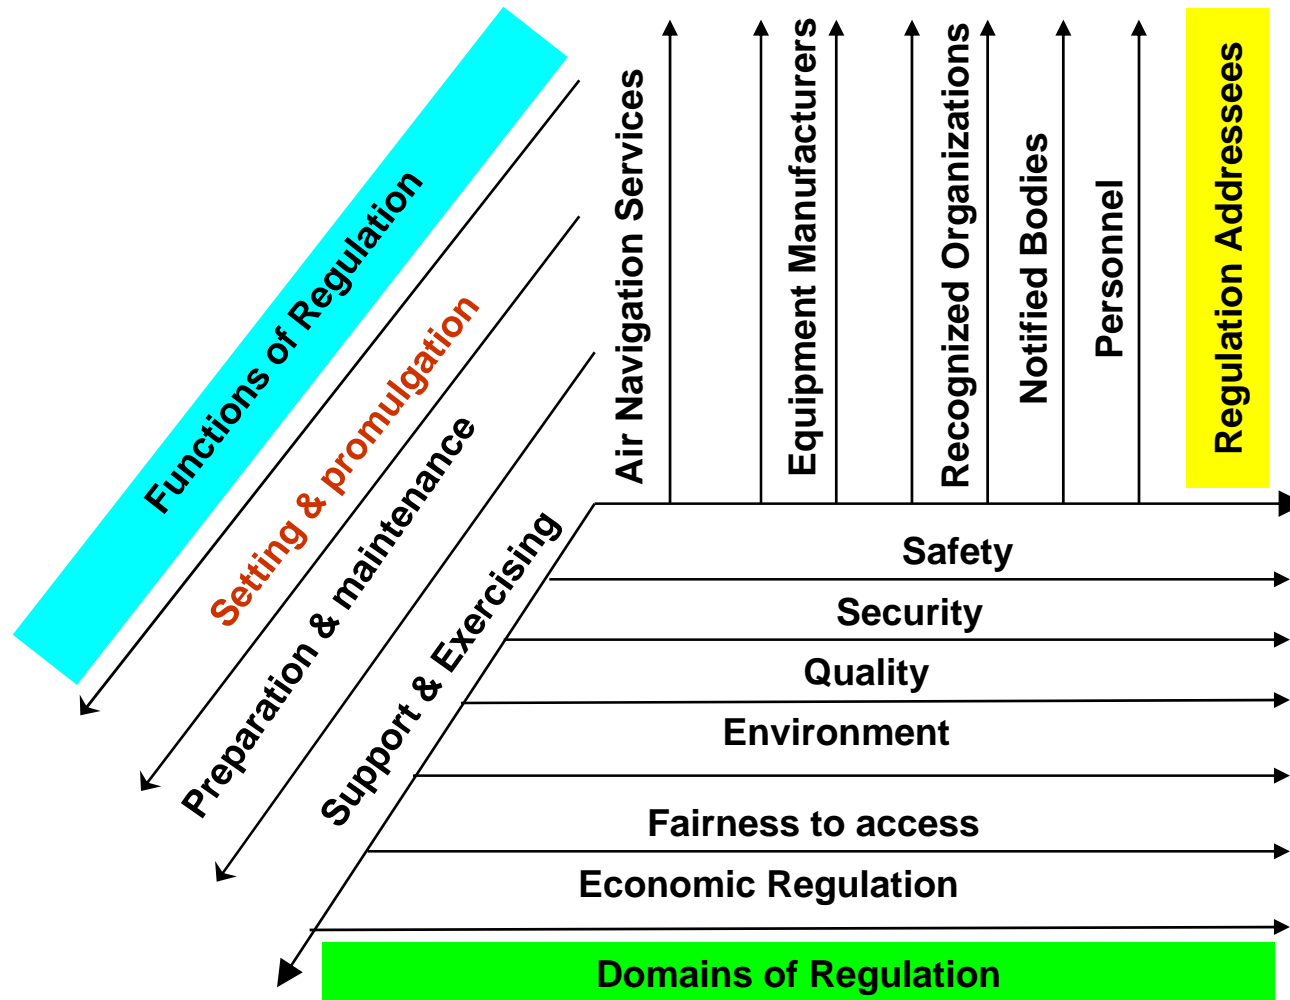 Functions of Regulation
Setting & promulgation
Preparation & maintenance
Support & Exercising
Air Navigation Services
Equipment Manufacturers
Recognized Organizations
Notified Bodies
Personnel
Regulation Addressees
Safety
Security
Quality
Environment
Fairness to access
Economic Regulation
Domains of Regulation